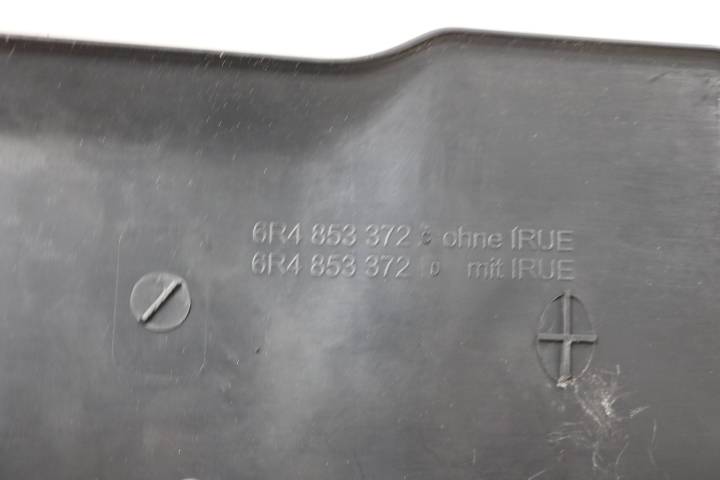 6R4 853 372 C ohne IRUE
6R4 853 372 D mit IRUE